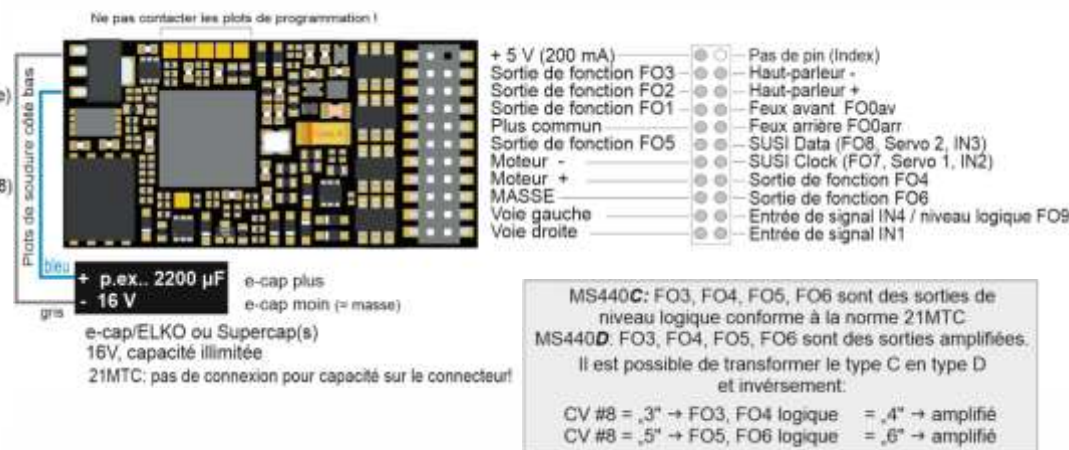 Ne pas contacter les plots de programmation !
Plots de soudure côté bas
e)
8)
bleu
gris
+ p.ex.. 2200 µF
- 16 V
e-cap plus
e-cap moin (= masse)
e-cap/ELKO ou Supercap(s)
16V, capacité illimitée
21MTC: pas de connexion pour capacité sur le connecteur!
+ 5 V (200 mA)
Sortie de fonction FO3
Sortie de fonction FO2
Sortie de fonction FO1
Plus commun
Sortie de fonction FO5
Moteur -
Moteur +
MASSE
Voie gauche
Voie droite
Pas de pin (Index)
Haut-parleur -
Haut-parleur +
Feux avant FO0av
Feux arrière FO0arr
SUSI Data (FO8, Servo 2, IN3)
SUSI Clock (FO7, Servo 1, IN2)
Sortie de fonction FO4
Sortie de fonction FO6
Entrée de signal IN4 / niveau logique FO9
Entrée de signal IN1
MS440C: FO3, FO4, FO5, FO6 sont des sorties de
niveau logique conforme à la norme 21MTC
MS440D: FO3, FO4, FO5, FO6 sont des sorties amplifiées.
Il est possible de transformer le type C en type D
et invérsement:
CV #8 = „3" → FO3, FO4 logique = „4" → amplifié
CV #8 = „5" → FO5, FO6 logique = „6" → amplifié